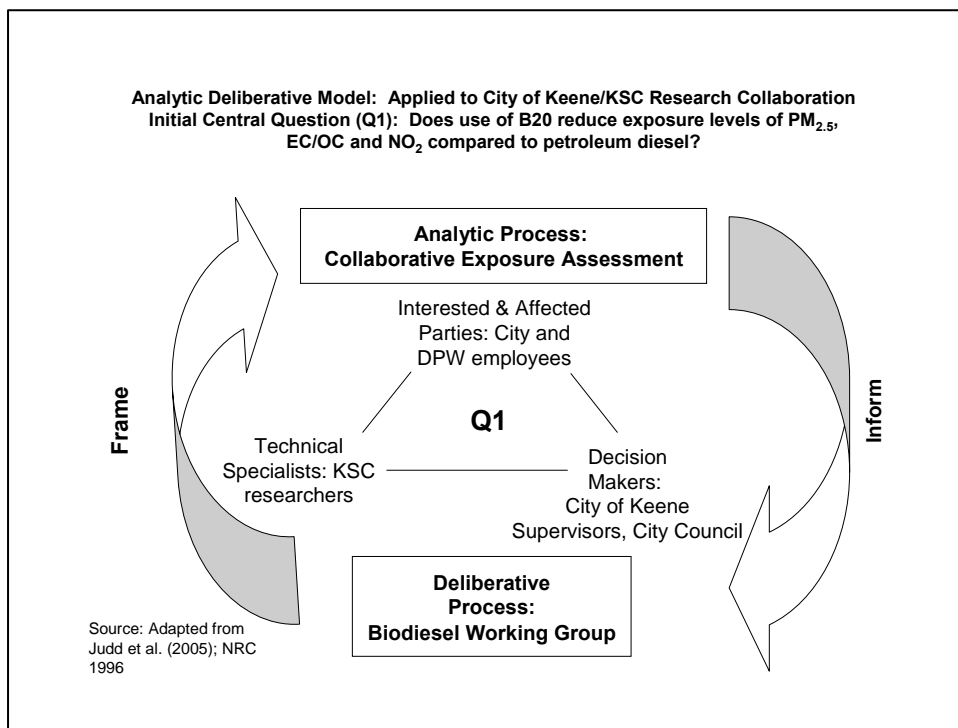 Analytic Deliberative Model: Applied to City of Keene/KSC Research Collaboration
Initial Central Question (Q1): Does use of B20 reduce exposure levels of PM2.5,
EC/OC and NO2 compared to petroleum diesel?
Analytic Process:
Collaborative Exposure Assessment
Interested & Affected
Parties: City and
DPW employees
Frame
Q1
Inform
Technical
Specialists: KSC
researchers
Decision
Makers:
City of Keene
Supervisors, City Council
Deliberative
Process:
Biodiesel Working Group
Source: Adapted from
Judd et al. (2005); NRC
1996